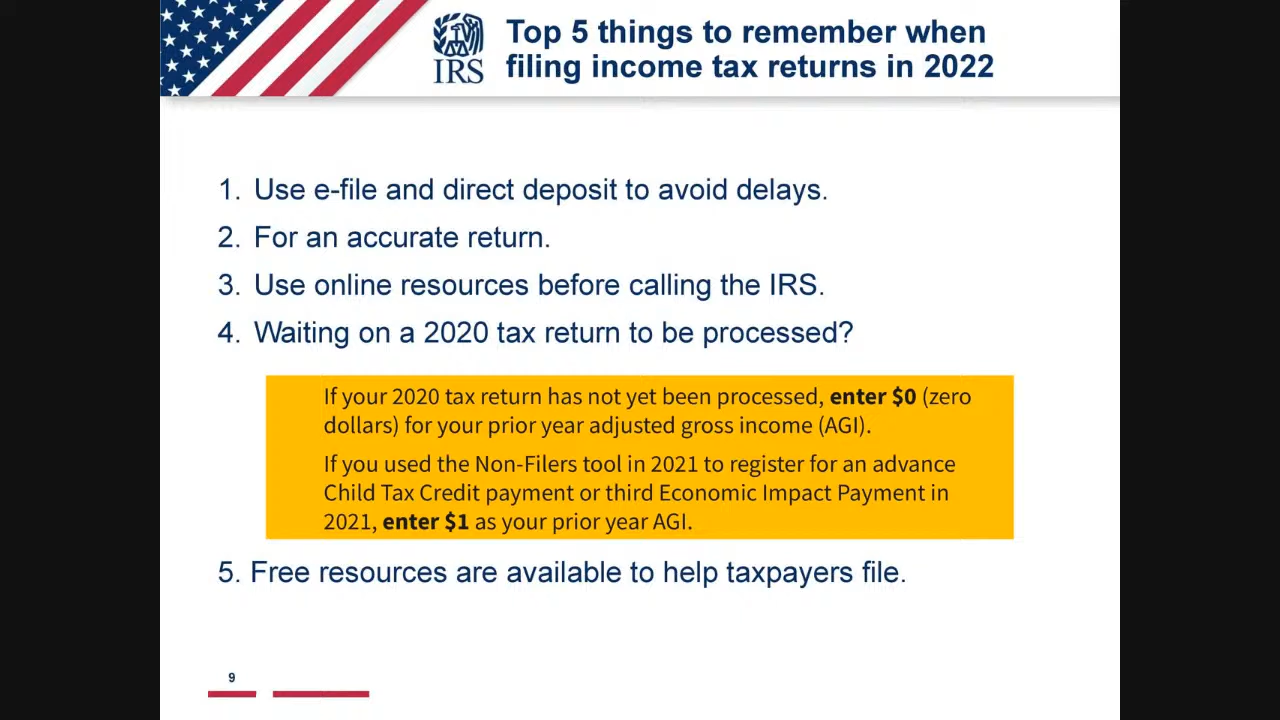 IRS
Top 5 things to remember when
filing income tax returns in 2022
1. Use e-file and direct deposit to avoid delays.
2. For an accurate return.
3. Use online resources before calling the IRS.
4. Waiting on a 2020 tax return to be processed?
If your 2020 tax return has not yet been processed, enter $0 (zero
dollars) for your prior year adjusted gross income (AGI).
If you used the Non-Filers tool in 2021 to register for an advance
Child Tax Credit payment or third Economic Impact Payment in
2021, enter $1 as your prior year AGI.
5. Free resources are available to help taxpayers file.
9